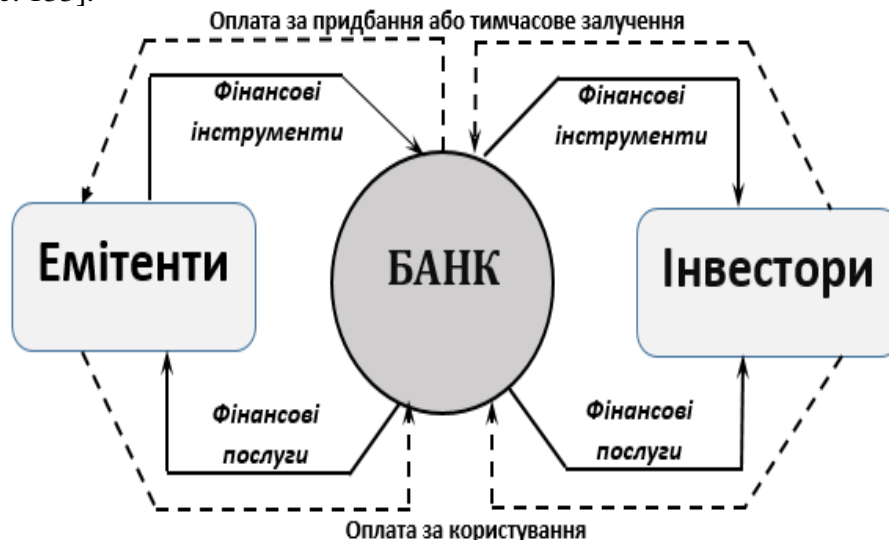 с. 153].
Оплата за придбання або тимчасове залучення
Фінансові
інструменти
Фінансові
інструменти
Емітенти
БАНК
Інвестори
Фінансові
послуги
Фінансові
послуги
Оплата за користування